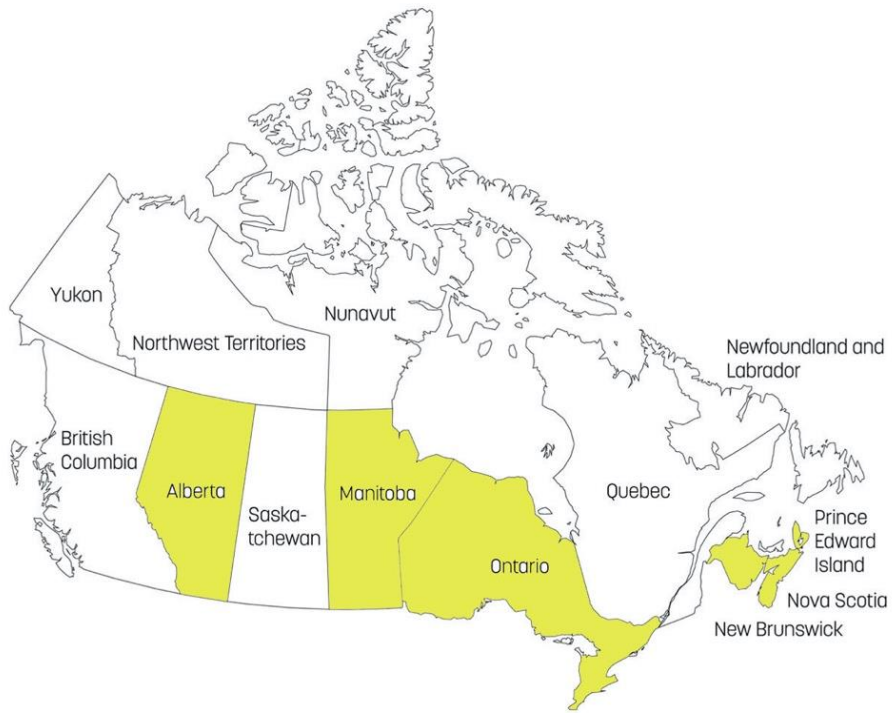 Yukon
Northwest Territories
Nunavut
Newfoundland and
Labrador
British
Columbia
Alberta
Saska-
tchewan
Manitoba
Ontario
Quebec
Prince
Edward
Island
Nova Scotia
New Brunswick